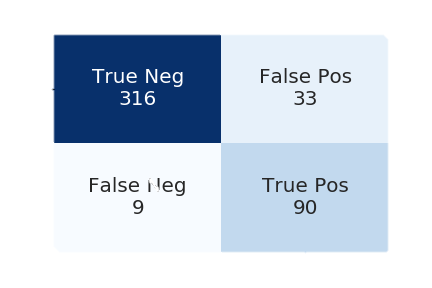 True Neg
316
False Pos
33
False Neg
9
True Pos
90